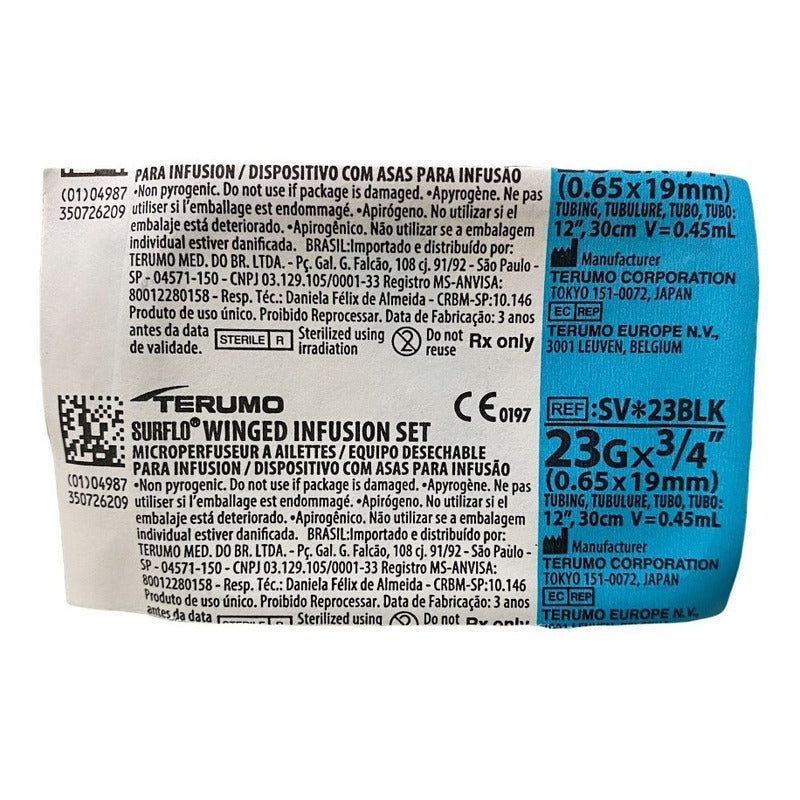 PARA INFUSION / DISPOSITIVO COM ASAS PARA INFUSÃO
(01)04987
350726209
•Non pyrogenic. Do not use if package is damaged. •Apyrogène. Ne pas
utiliser si l'emballage est endommagé. •Apirógeno. No utilizar si el
embalaje está deteriorado. •Apirogênico. Não utilizar se a embalagem
individual estiver danificada. BRASIL:Importado e distribuído por:
TERUMO MED. DO BR. LTDA. - Pç. Gal. G. Falcão, 108 cj. 91/92 - São Paulo -
SP - 04571-150 - CNPJ 03.129.105/0001-33 Registro MS-ANVISA:
80012280158 - Resp. Téc.: Daniela Félix de Almeida - CRBM-SP:10.146
Produto de uso único. Proibido Reprocessar. Data de Fabricação: 3 anos
antes da data
de validade.
STERILE R
Sterilized using
irradiation
2
Do not
reuse
Rx only
(0.65x19mm)
TUBING, TUBULURE, TUBO, TUBO:
12", 30cm V=0.45mL
Manufacturer
TERUMO CORPORATION
TOKYO 151-0072, JAPAN
EC REP
TERUMO EUROPE N.V.,
3001 LEUVEN, BELGIUM
TERUMO
CE 0197
SURFLO® WINGED INFUSION SET
MICROPERFUSEUR A AILETTES / EQUIPO DESECHABLE
PARA INFUSION / DISPOSITIVO COM ASAS PARA INFUSÃO
(01)04987
350726209
•Non pyrogenic. Do not use if package is damaged. •Apyrogène. Ne pas
utiliser si l'emballage est endommagé. •Apirógeno. No utilizar si el
embalaje está deteriorado. •Apirogênico. Não utilizar se a embalagem
individual estiver danificada. BRASIL:Importado e distribuído por:
TERUMO MED. DO BR. LTDA. - Pç. Gal. G. Falcão, 108 cj. 91/92 - São Paulo -
SP - 04571-150 - CNPJ 03.129.105/0001-33 Registro MS-ANVISA:
80012280158 - Resp. Téc.: Daniela Félix de Almeida - CRBM-SP:10.146
Produto de uso único. Proibido Reprocessar. Data de Fabricação: 3 anos
antes da data
STERILE R
Sterilized using
Do not
Rx only
REF:SV*23BLK
23Gx3/4"
(0.65x19mm)
TUBING, TUBULURE, TUBO, TUBO:
12", 30cm V=0.45mL
Manufacturer
TERUMO CORPORATION
TOKYO 151-0072, JAPAN
EC REP
TERUMO EUROPE N.V.,